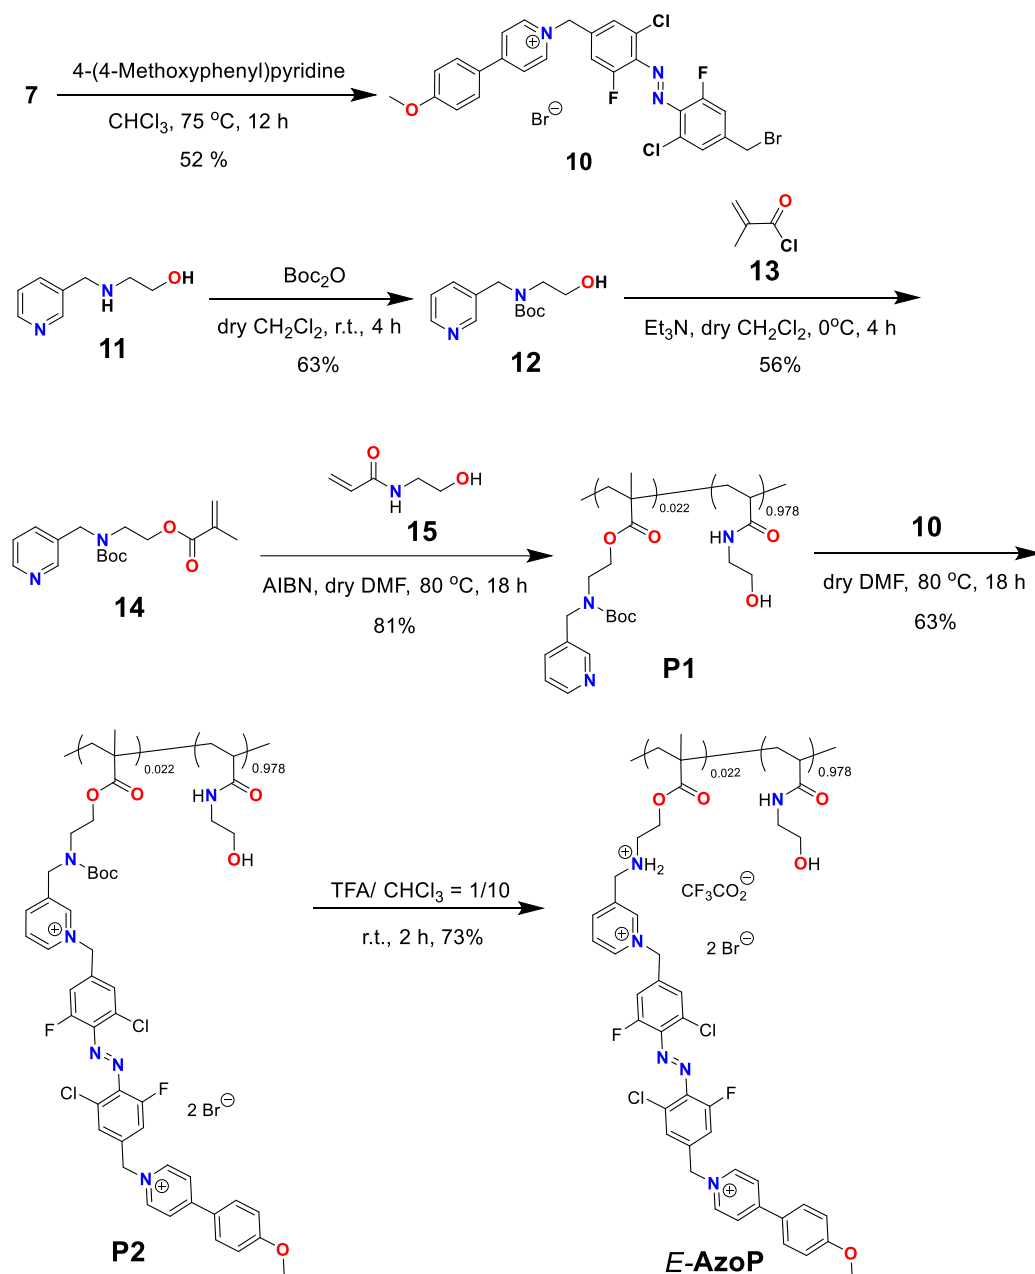 7
4-(4-Methoxyphenyl)pyridine
CHCl₃, 75 °C, 12 h
52 %
O
N
⊕
Cl
F
N
N
F
Cl
Br
Br⊖
10
N
N
H
OH
11
Boc₂O
dry CH₂Cl₂, r.t., 4 h
63%
N
N
Boc
OH
12
O
Cl
13
Et₃N, dry CH₂Cl₂, 0°C, 4 h
56%
N
N
Boc
O
O
14
O
N
H
OH
15
AIBN, dry DMF, 80 °C, 18 h
81%
0.022
0.978
O
O
HN
O
OH
N
Boc
N
P1
10
dry DMF, 80 °C, 18 h
63%
0.022
0.978
O
O
HN
O
OH
N
Boc
⊕
N
F
Cl
N
N
Cl
F
2 Br⊖
N
⊕
O
P2
TFA/ CHCl₃ = 1/10
r.t., 2 h, 73%
0.022
0.978
O
O
HN
O
OH
⊕
NH₂
CF₃CO₂⊖
2 Br⊖
⊕
N
F
Cl
N
N
Cl
F
N
⊕
O
E-AzoP